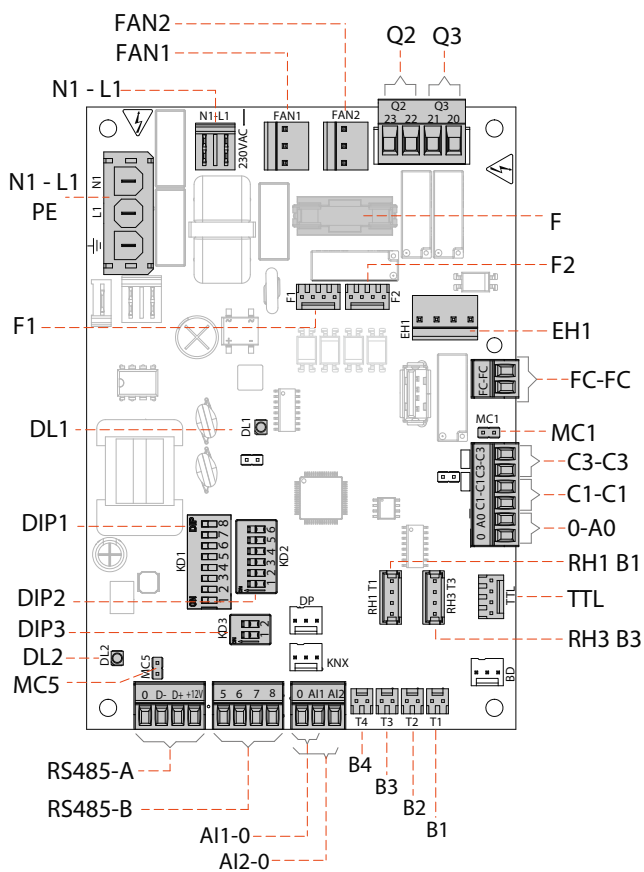 FAN2
FAN1
Q2 Q3
N1 - L1
N1-L1
230VAC
FAN1
FAN2
Q2 Q3
23 22 21 20
N1 - L1
PE
N1
L1
F
F2
F1
F1
F2
EH1
EH1
FC-FC
FC-FC
MC1
MC1
DL1
DL1
C3-C3
C3-C3
C1-C1
C1-C1
0-A0
0 A0
DIP1
DIP
ON
1 2 3 4 5 6 7 8
KD1
1 2 3 4 5 6
KD2
RH1 B1
RH1 T1
RH3 T3
TTL
TTL
DIP2
DP
DIP3
KD3
1 2
RH3 B3
DL2
DL2
MC5
MC5
KNX
BD
0 D- D+ +12V
5 6 7 8
0 AI1 AI2
T4 T3 T2 T1
RS485-A
RS485-B
B4
B3
B2
B1
AI1-0
AI2-0